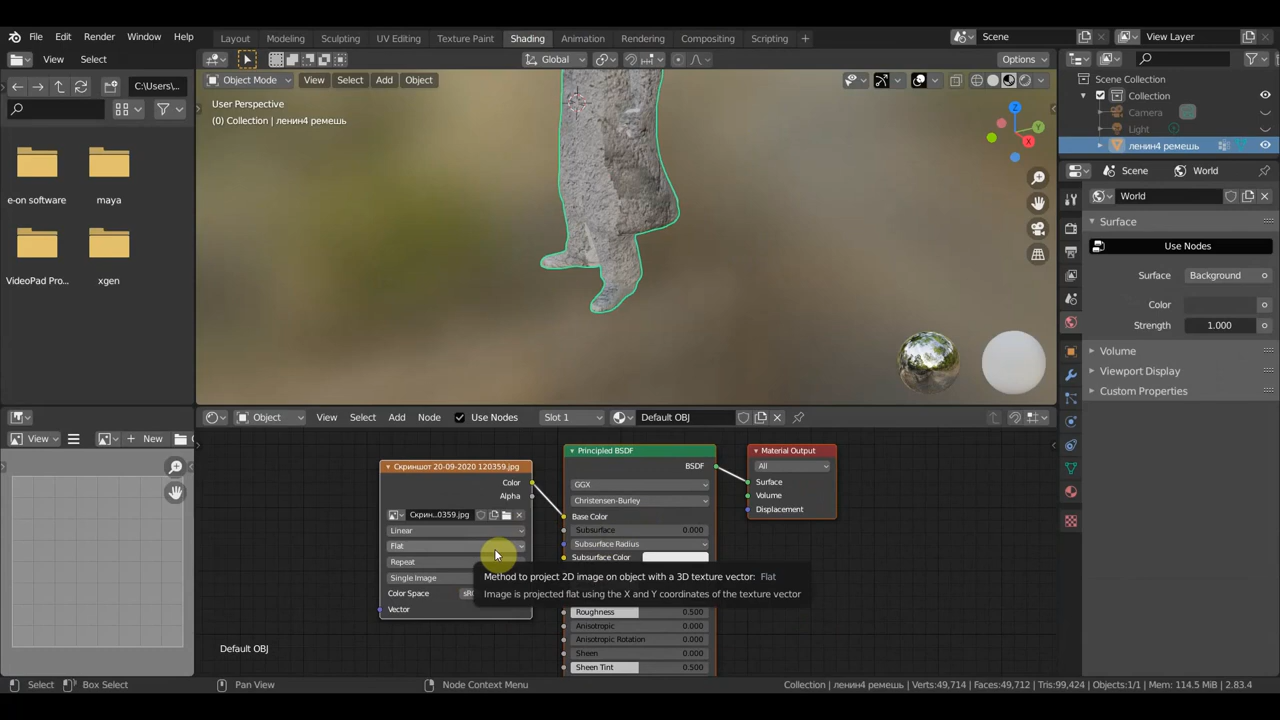 File Edit Render Window Help
Layout Modeling Sculpting UV Editing Texture Paint Shading Animation Rendering Compositing Scripting +
Scene
View Layer
View Select
Global
Options
C:\Users\...
Object Mode View Select Add Object
User Perspective
(0) Collection | ленин4 ремешь
Z
Y
X
e-on software
maya
VideoPad Pro...
xgen
Scene Collection
Collection
Camera
Light
ленин4 ремешь
Scene World
World
Surface
Use Nodes
Surface Background
Color
Strength 1.000
Volume
Viewport Display
Custom Properties
View New
Object View Select Add Node Use Nodes Slot 1 Default OBJ
Скриншот 20-09-2020 120359.jpg
Color
Alpha
Скрин...0359.jpg
Linear
Flat
Repeat
Single Image
Color Space sR
Vector
Principled BSDF
BSDF
GGX
Christensen-Burley
Base Color
Subsurface 0.000
Subsurface Radius
Subsurface Color
Method to project 2D image on object with a 3D texture vector: Flat
Image is projected flat using the X and Y coordinates of the texture vector
Roughness 0.500
Anisotropic 0.000
Anisotropic Rotation 0.000
Sheen 0.000
Sheen Tint 0.500
Material Output
All
Surface
Volume
Displacement
Default OBJ
Select Box Select Pan View Node Context Menu
Collection | ленин4 ремешь | Verts:49,714 | Faces:49,712 | Tris:99,424 | Objects:1/1 | Mem: 114.5 MiB | 2.83.4